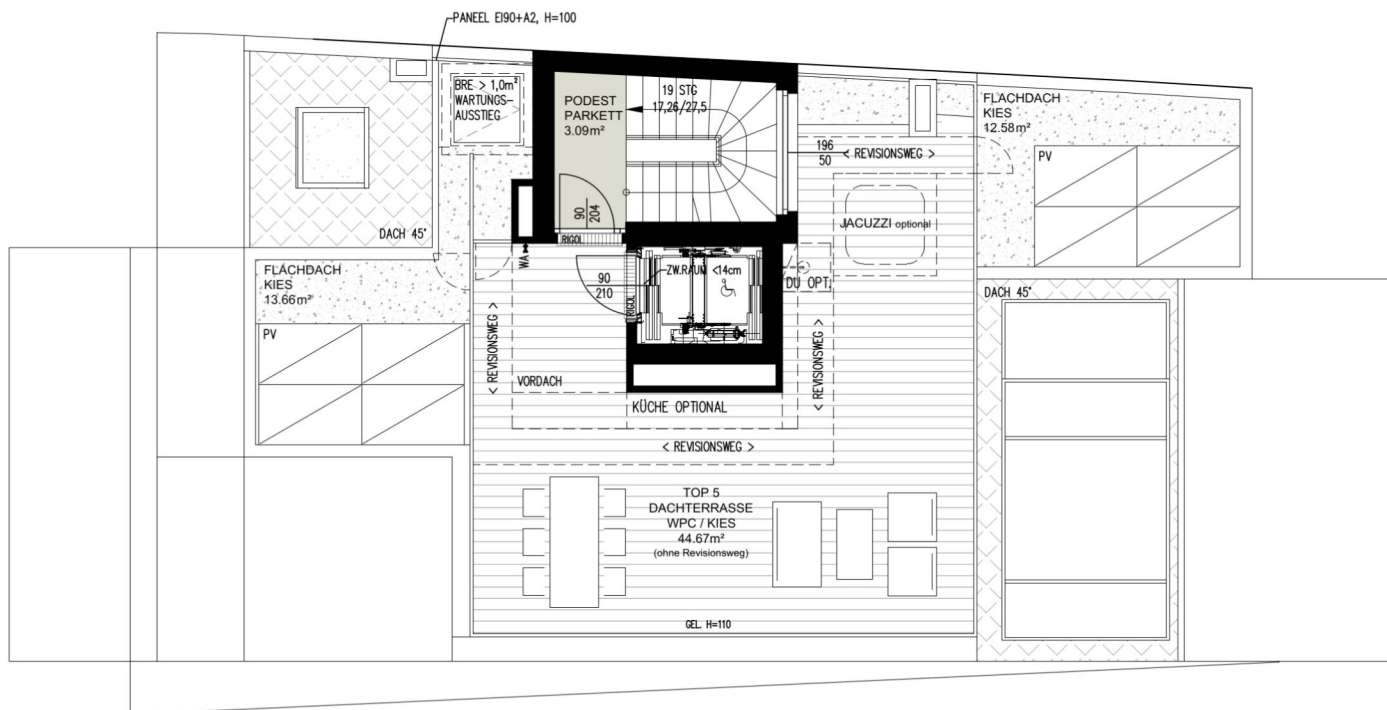 PANEEL EI90+A2, H=100
BRE > 1,0m²
WARTUNGS-
AUSSTIEG
PODEST
PARKETT
3.09m²
19 STG
17,26/27,5
196
50
< REVISIONSWEG >
FLACHDACH
KIES
12.58m²
PV
DACH 45°
90
204
RIGOL
JACUZZI optional
WA
90
210
RIGOL
ZW.RAUM <14cm
DU OPT.
FLACHDACH
KIES
13.66m²
DACH 45°
PV
< REVISIONSWEG >
VORDACH
< REVISIONSWEG >
KÜCHE OPTIONAL
< REVISIONSWEG >
TOP 5
DACHTERRASSE
WPC / KIES
44.67m²
(ohne Revisionsweg)
GEL. H=110